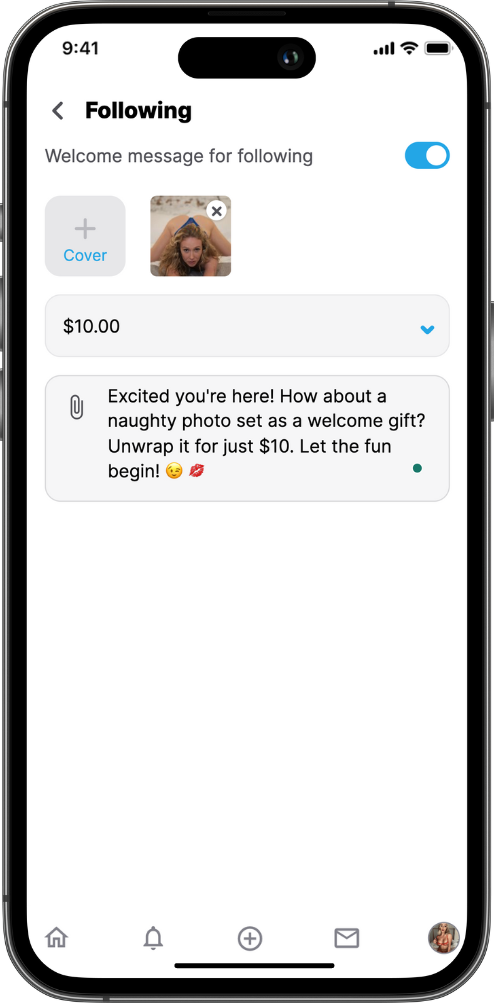 9:41
Following
Welcome message for following
Cover
$10.00
Excited you're here! How about a
naughty photo set as a welcome gift?
Unwrap it for just $10. Let the fun
begin! 😉 💋